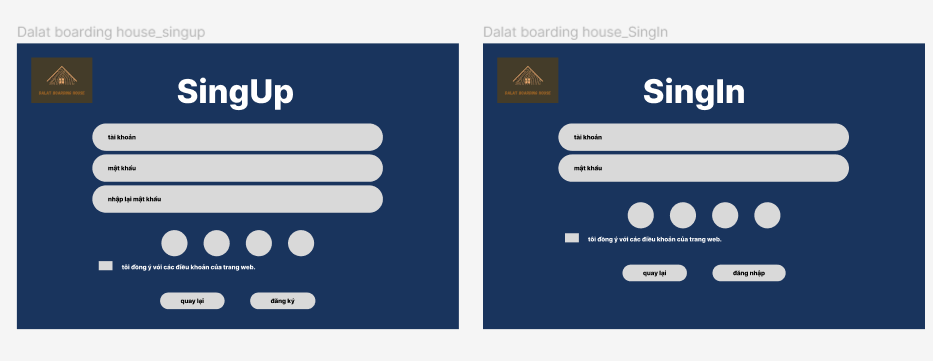 Dalat boarding house_singup
DALAT BOARDING HOUSE
SingUp
tài khoản
mật khẩu
nhập lại mật khẩu
tôi đồng ý với các điều khoản của trang web.
quay lại
đăng ký
Dalat boarding house_SingIn
DALAT BOARDING HOUSE
SingIn
tài khoản
mật khẩu
tôi đồng ý với các điều khoản của trang web.
quay lại
đăng nhập